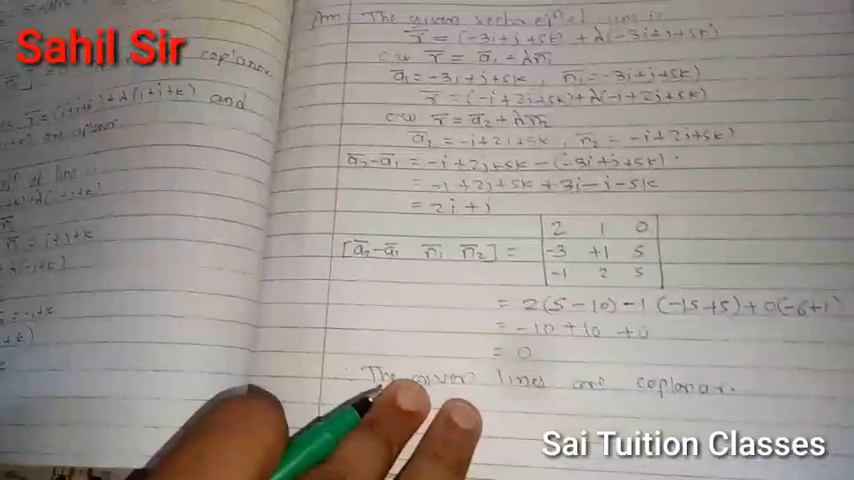 Sahil Sir
coplanar
and
are coplanar
Ans The given vector eqn of line is
r̄ = (-3i+j+5k) + λ(-3i+j+5k)
c.w r̄ = ā₁ + λn̄₁
ā₁ = -3i+j+5k, n̄₁ = -3i+j+5k)
r̄ = (-i+2j+5k)+λ(-i+2j+5k)
c.w r̄ = ā₂ + λn̄₂
ā₂ = -i+2j+5k, n̄₂ = -i+2j+5k)
ā₂-ā₁ = -i+2j+5k - (-3i+j+5k).
= -i+2j+5k+3i-j-5k
= 2i+j
2 1 0
[ā₂-ā₁ n̄₁ n̄₂] = -3 +1 5
-1 2 5
= 2(5-10)-1(-15+5)+0(-6+1)
= -10+10+0
= 0
∴ The given lines are coplanar.
Sai Tuition Classes